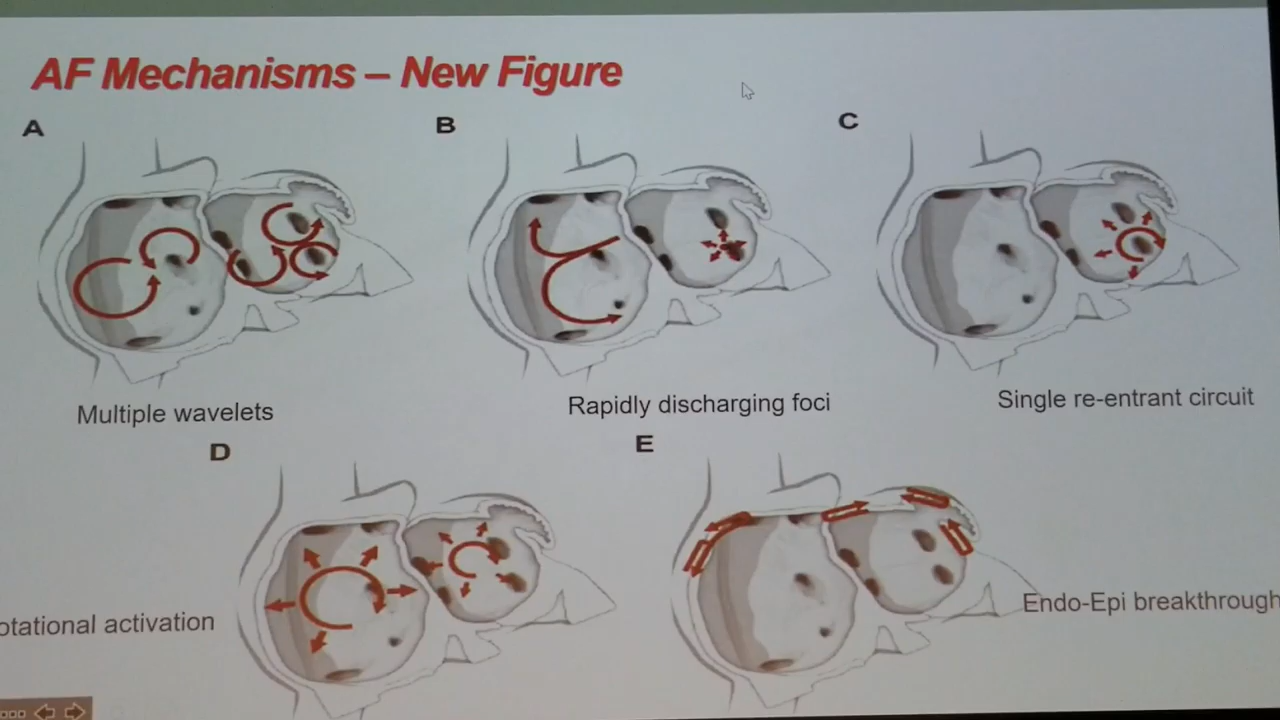 AF Mechanisms – New Figure
A
B
C
Multiple wavelets
Rapidly discharging foci
Single re-entrant circuit
D
E
otational activation
Endo-Epi breakthrough